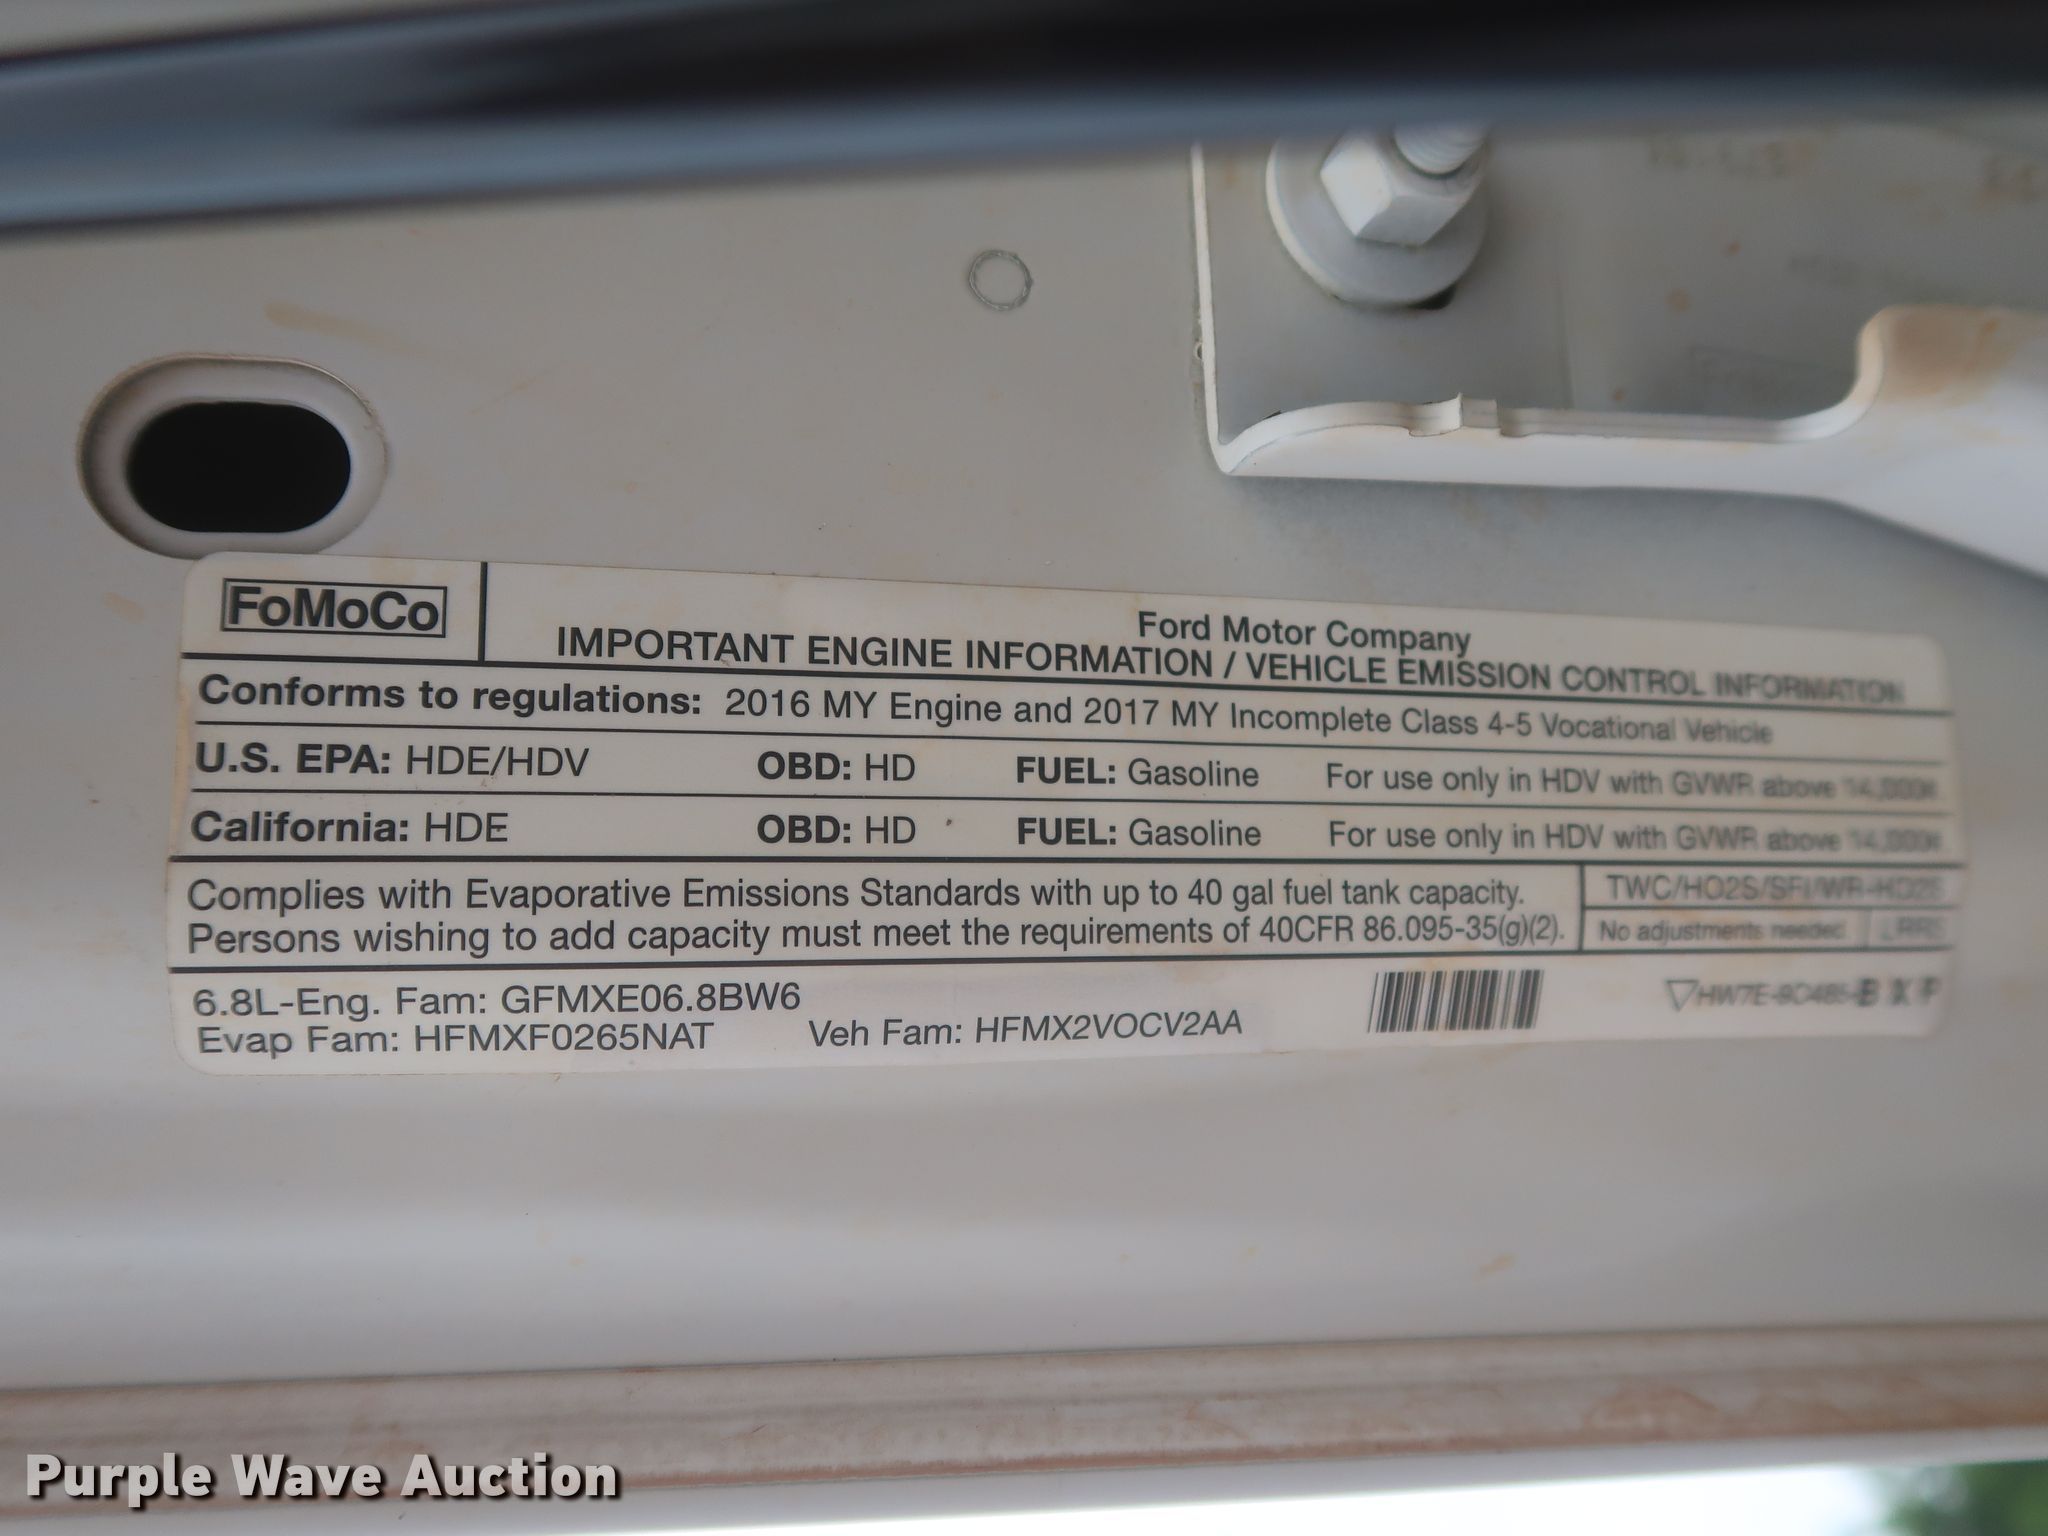 FoMoCo
Ford Motor Company
IMPORTANT ENGINE INFORMATION / VEHICLE EMISSION CONTROL INFORMATION
Conforms to regulations: 2016 MY Engine and 2017 MY Incomplete Class 4-5 Vocational Vehicle
U.S. EPA: HDE/HDV OBD: HD FUEL: Gasoline For use only in HDV with GVWR above
California: HDE OBD: HD FUEL: Gasoline For use only in HDV with GVWR above
Complies with Evaporative Emissions Standards with up to 40 gal fuel tank capacity.
Persons wishing to add capacity must meet the requirements of 40CFR 86.095-35(g)(2).
TWC/HO2S/SFI/WR-HO2S
No adjustments needed
6.8L-Eng. Fam: GFMXE06.8BW6
Evap Fam: HFMXF0265NAT Veh Fam: HFMX2VOCV2AA
Purple Wave Auction